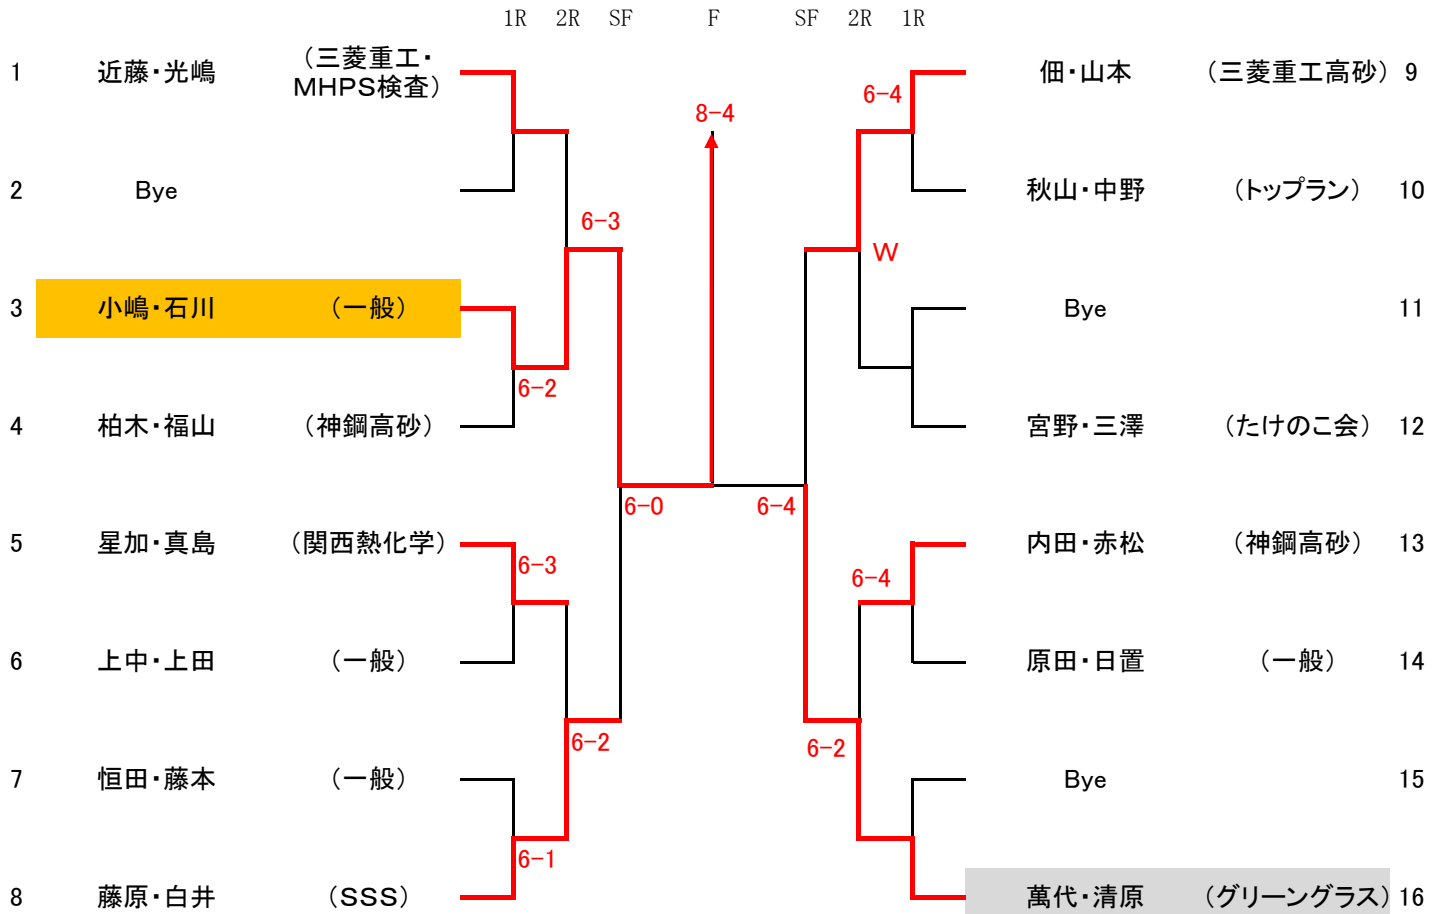 1R 2R SF F SF 2R 1R
1 近藤・光嶋 (三菱重工・
MHPS検査)
佃・山本 (三菱重工高砂) 9
6-4
8-4
2 Bye
秋山・中野 (トップラン) 10
6-3
W
3 小嶋・石川 (一般)
Bye 11
6-2
4 柏木・福山 (神鋼高砂)
宮野・三澤 (たけのこ会) 12
6-0 6-4
5 星加・真島 (関西熱化学)
内田・赤松 (神鋼高砂) 13
6-3 6-4
6 上中・上田 (一般)
原田・日置 (一般) 14
6-2 6-2
7 恒田・藤本 (一般)
Bye 15
6-1
8 藤原・白井 (SSS)
萬代・清原 (グリーングラス) 16